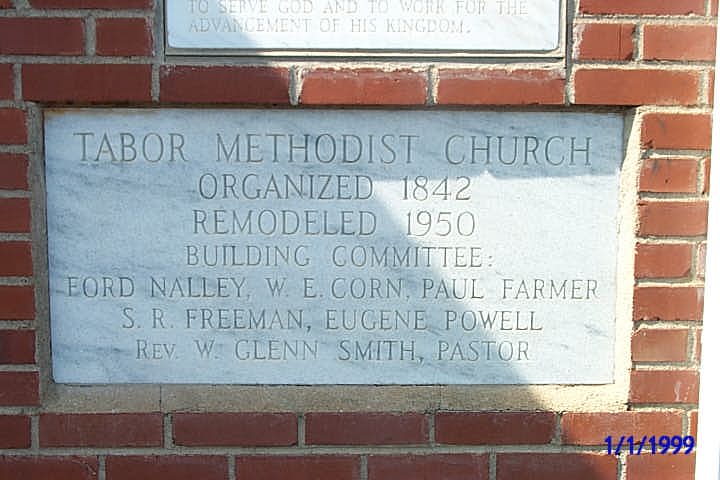 TO SERVE GOD AND TO WORK FOR THE
ADVANCEMENT OF HIS KINGDOM.
TABOR METHODIST CHURCH
ORGANIZED 1842
REMODELED 1950
BUILDING COMMITTEE:
FORD NALLEY, W. E. CORN, PAUL FARMER
S. R. FREEMAN, EUGENE POWELL
REV. W. GLENN SMITH, PASTOR
1/1/1999